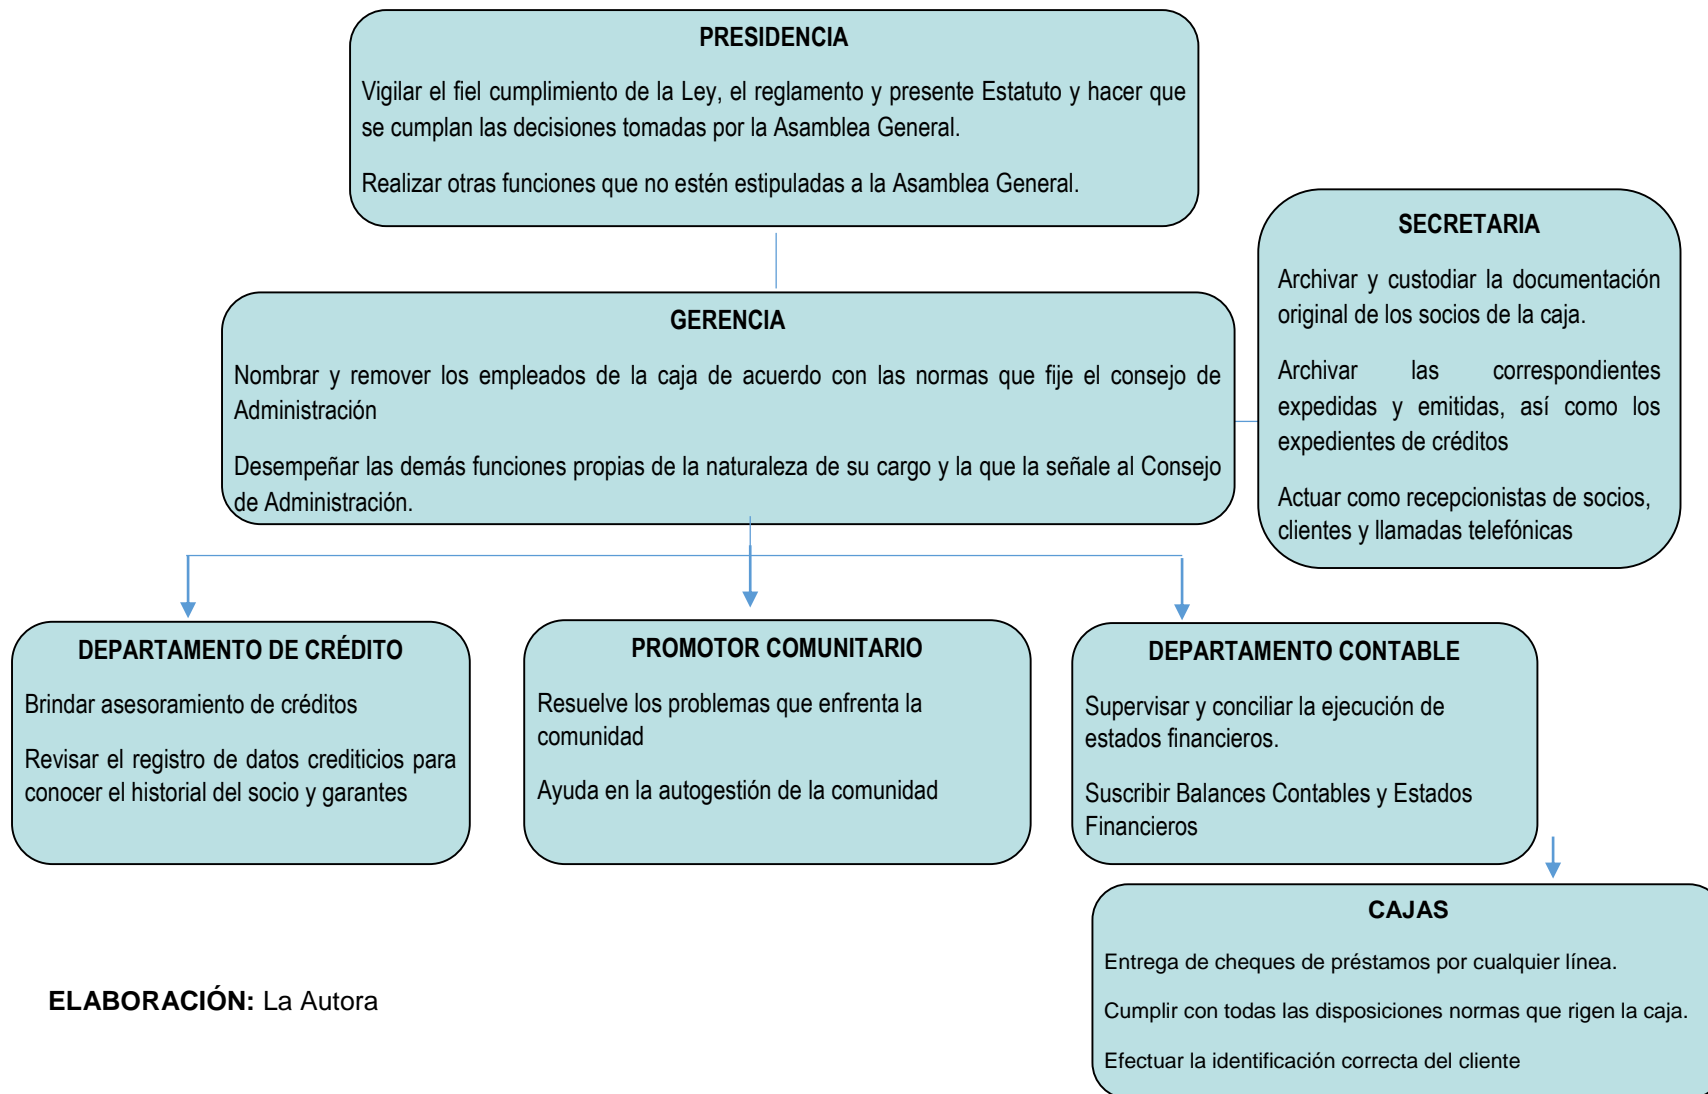 PRESIDENCIA
Vigilar el fiel cumplimiento de la Ley, el reglamento y presente Estatuto y hacer que
se cumplan las decisiones tomadas por la Asamblea General.
Realizar otras funciones que no estén estipuladas a la Asamblea General.
SECRETARIA
Archivar y custodiar la documentación
original de los socios de la caja.
Archivar las correspondientes
expedidas y emitidas, así como los
expedientes de créditos
Actuar como recepcionistas de socios,
clientes y llamadas telefónicas
GERENCIA
Nombrar y remover los empleados de la caja de acuerdo con las normas que fije el consejo de
Administración
Desempeñar las demás funciones propias de la naturaleza de su cargo y la que la señale al Consejo
de Administración.
DEPARTAMENTO DE CRÉDITO
Brindar asesoramiento de créditos
Revisar el registro de datos crediticios para
conocer el historial del socio y garantes
PROMOTOR COMUNITARIO
Resuelve los problemas que enfrenta la
comunidad
Ayuda en la autogestión de la comunidad
DEPARTAMENTO CONTABLE
Supervisar y conciliar la ejecución de
estados financieros.
Suscribir Balances Contables y Estados
Financieros
CAJAS
Entrega de cheques de préstamos por cualquier línea.
Cumplir con todas las disposiciones normas que rigen la caja.
Efectuar la identificación correcta del cliente
ELABORACIÓN: La Autora